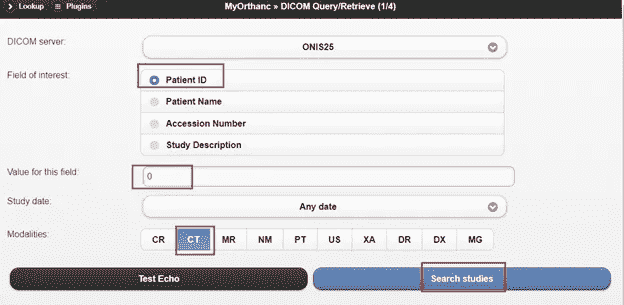 Lookup Plugins MyOrthanc » DICOM Query/Retrieve (1/4)
DICOM server: ONIS25
Field of interest: Patient ID
Patient Name
Accession Number
Study Description
Value for this field: 0
Study date: Any date
Modalities: CR CT MR NM PT US XA DR DX MG
Test Echo Search studies